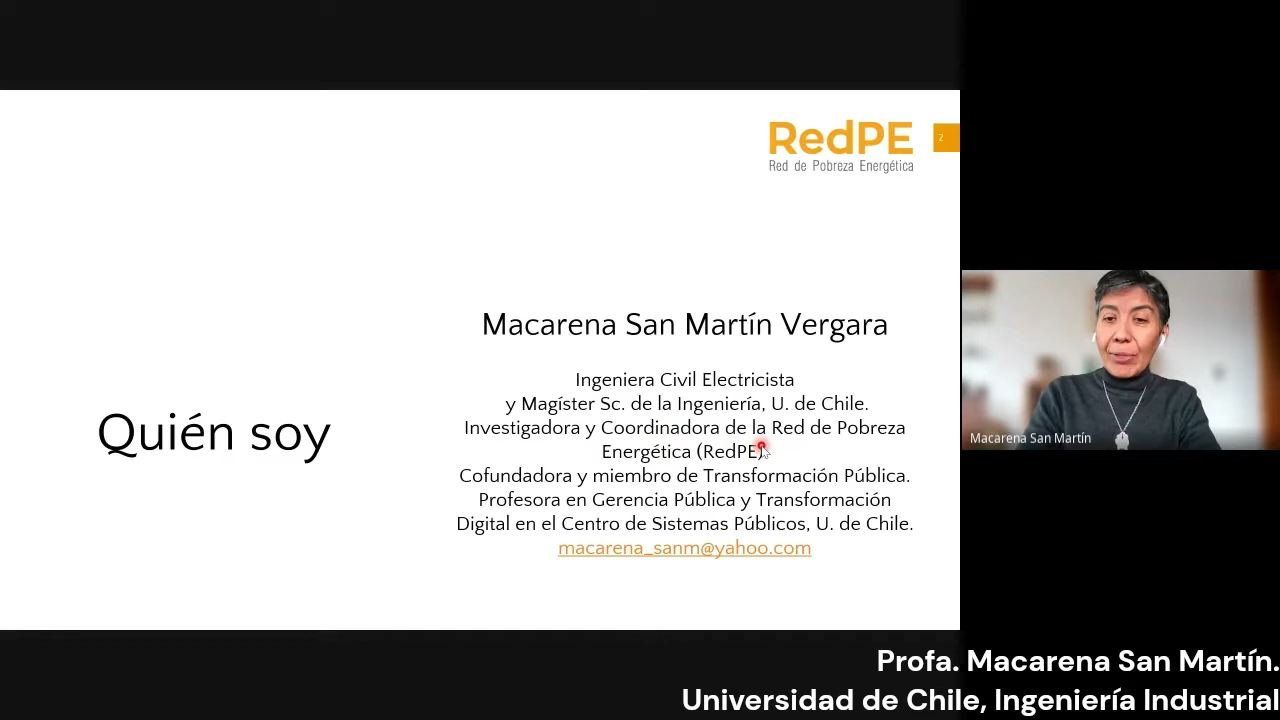 RedPE
Red de Pobreza Energética
2
Macarena San Martín Vergara
Ingeniera Civil Electricista
y Magíster Sc. de la Ingeniería, U. de Chile.
Investigadora y Coordinadora de la Red de Pobreza
Energética (RedPE).
Cofundadora y miembro de Transformación Pública.
Profesora en Gerencia Pública y Transformación
Digital en el Centro de Sistemas Públicos, U. de Chile.
macarena_sanm@yahoo.com
Quién soy
Macarena San Martín
Profa. Macarena San Martín.
Universidad de Chile, Ingeniería Industrial